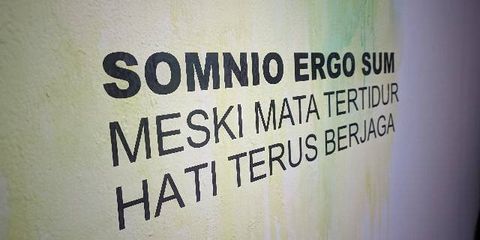 SOMNIO ERGO SUM
MESKI MATA TERTIDUR
HATI TERUS BERJAGA